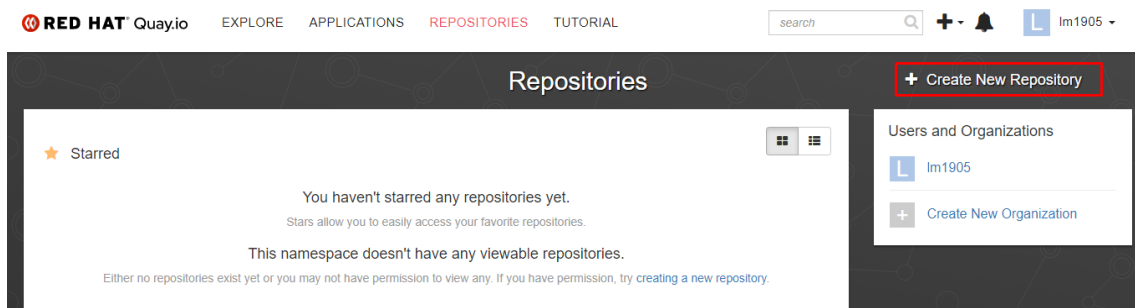 RED HAT Quay.io EXPLORE APPLICATIONS REPOSITORIES TUTORIAL search L lm1905
Repositories
+ Create New Repository
Starred
You haven't starred any repositories yet.
Stars allow you to easily access your favorite repositories.
This namespace doesn't have any viewable repositories.
Either no repositories exist yet or you may not have permission to view any. If you have permission, try creating a new repository.
Users and Organizations
L lm1905
+ Create New Organization